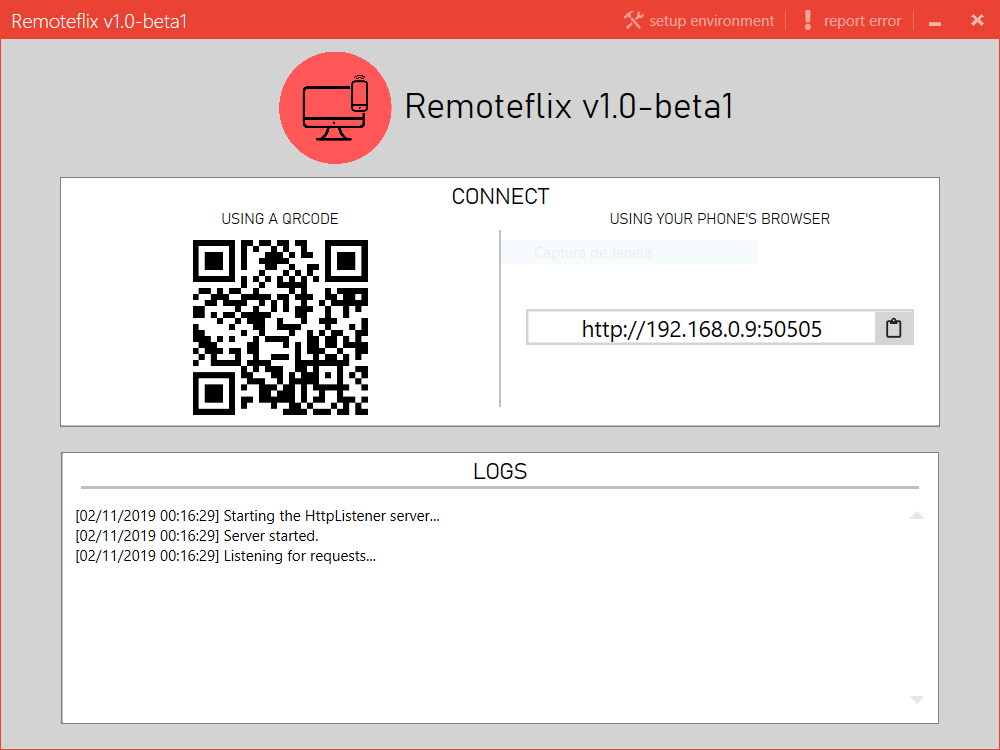 Remoteflix v1.0-beta1
setup environment
report error
Remoteflix v1.0-beta1
CONNECT
USING A QRCODE
USING YOUR PHONE'S BROWSER
Captura de Janela
http://192.168.0.9:50505
LOGS
[02/11/2019 00:16:29] Starting the HttpListener server...
[02/11/2019 00:16:29] Server started.
[02/11/2019 00:16:29] Listening for requests...